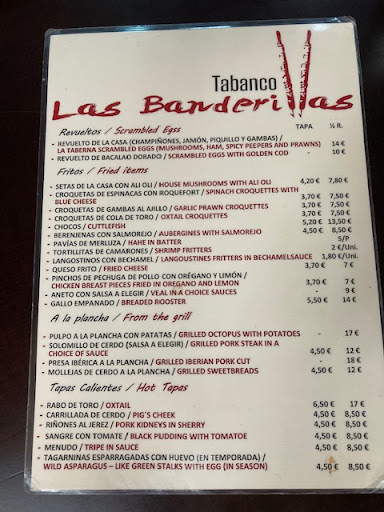 Tabanco
Las Banderillas
Revueltos / Scrambled Egss TAPA ½ R.
- REVUELTO DE LA CASA (CHAMPIÑONES, JAMÓN, PIQUILLO Y GAMBAS) /
LA TABERNA SCRAMBLED EGGS (MUSHROOMS, HAM, SPICY PEEPERS AND PRAWNS) - 14 €
- REVUELTO DE BACALAO DORADO / SCRAMBLED EGGS WITH GOLDEN COD - 10 €
Fritos / Fried items
- SETAS DE LA CASA CON ALI OLI / HOUSE MUSHROOMS WITH ALI OLI 4,20 € 7,80 €
- CROQUETAS DE ESPINACAS CON ROQUEFORT / SPINACH CROQUETTES WITH
BLUE CHEESE 3,70 € 7,50 €
- CROQUETAS DE GAMBAS AL AJILLO / GARLIC PRAWN CROQUETTES 3,70 € 7,50 €
- CROQUETAS DE COLA DE TORO / OXTAIL CROQUETTES 3,70 € 7,50 €
- CHOCOS / CUTTLEFISH 5,20 € 13,50 €
- BERENJENAS CON SALMOREJO / AUBERGINES WITH SALMOREJO 4,50 € 8,50 €
- PAVÍAS DE MERLUZA / HAHE IN BATTER S/P
- TORTILLITAS DE CAMARONES / SHRIMP FRITTERS 2 €/Uni.
- LANGOSTINOS CON BECHAMEL / LANGOUSTINES FRITTERS IN BECHAMELSAUCE 1,80 €/Uni.
- QUESO FRITO / FRIED CHEESE 3,70 € 7 €
- PINCHOS DE PECHUGA DE POLLO CON ORÉGANO Y LIMÓN /
CHICKEN BREAST PIECES FRIED IN OREGANO AND LEMON 3,70 € 7 €
- ANETO CON SALSA A ELEGIR / VEAL IN A CHOICE SAUCES - 9 €
- GALLO EMPANADO / BREADED ROOSTER 5,50 € 14 €
A la plancha / From the grill
- PULPO A LA PLANCHA CON PATATAS / GRILLED OCTOPUS WITH POTATOES - 17 €
- SOLOMILLO DE CERDO (SALSA A ELEGIR) / GRILLED PORK STEAK IN A
CHOICE OF SAUCE 4,50 € 12 €
- PRESA IBÉRICA A LA PLANCHA / GRILLED IBERIAN PORK CUT - 18 €
- MOLLEJAS DE CERDO A LA PLANCHA / GRILLED SWEETBREADS 4,50 € 12 €
Tapas Calientes / Hot Tapas
- RABO DE TORO / OXTAIL 6,50 € 17 €
- CARRILLADA DE CERDO / PIG´S CHEEK 4,50 € 8,50 €
- RIÑONES AL JEREZ / PORK KIDNEYS IN SHERRY 4,50 € 8,50 €
- SANGRE CON TOMATE / BLACK PUDDING WITH TOMATOE 4,50 € 8,50 €
- MENUDO / TRIPE IN SAUCE 4,50 € 8,50 €
- TAGARNINAS ESPARRAGADAS CON HUEVO (EN TEMPORADA) /
WILD ASPARAGUS – LIKE GREEN STALKS WITH EGG (IN SEASON) 4,50 € 8,50 €